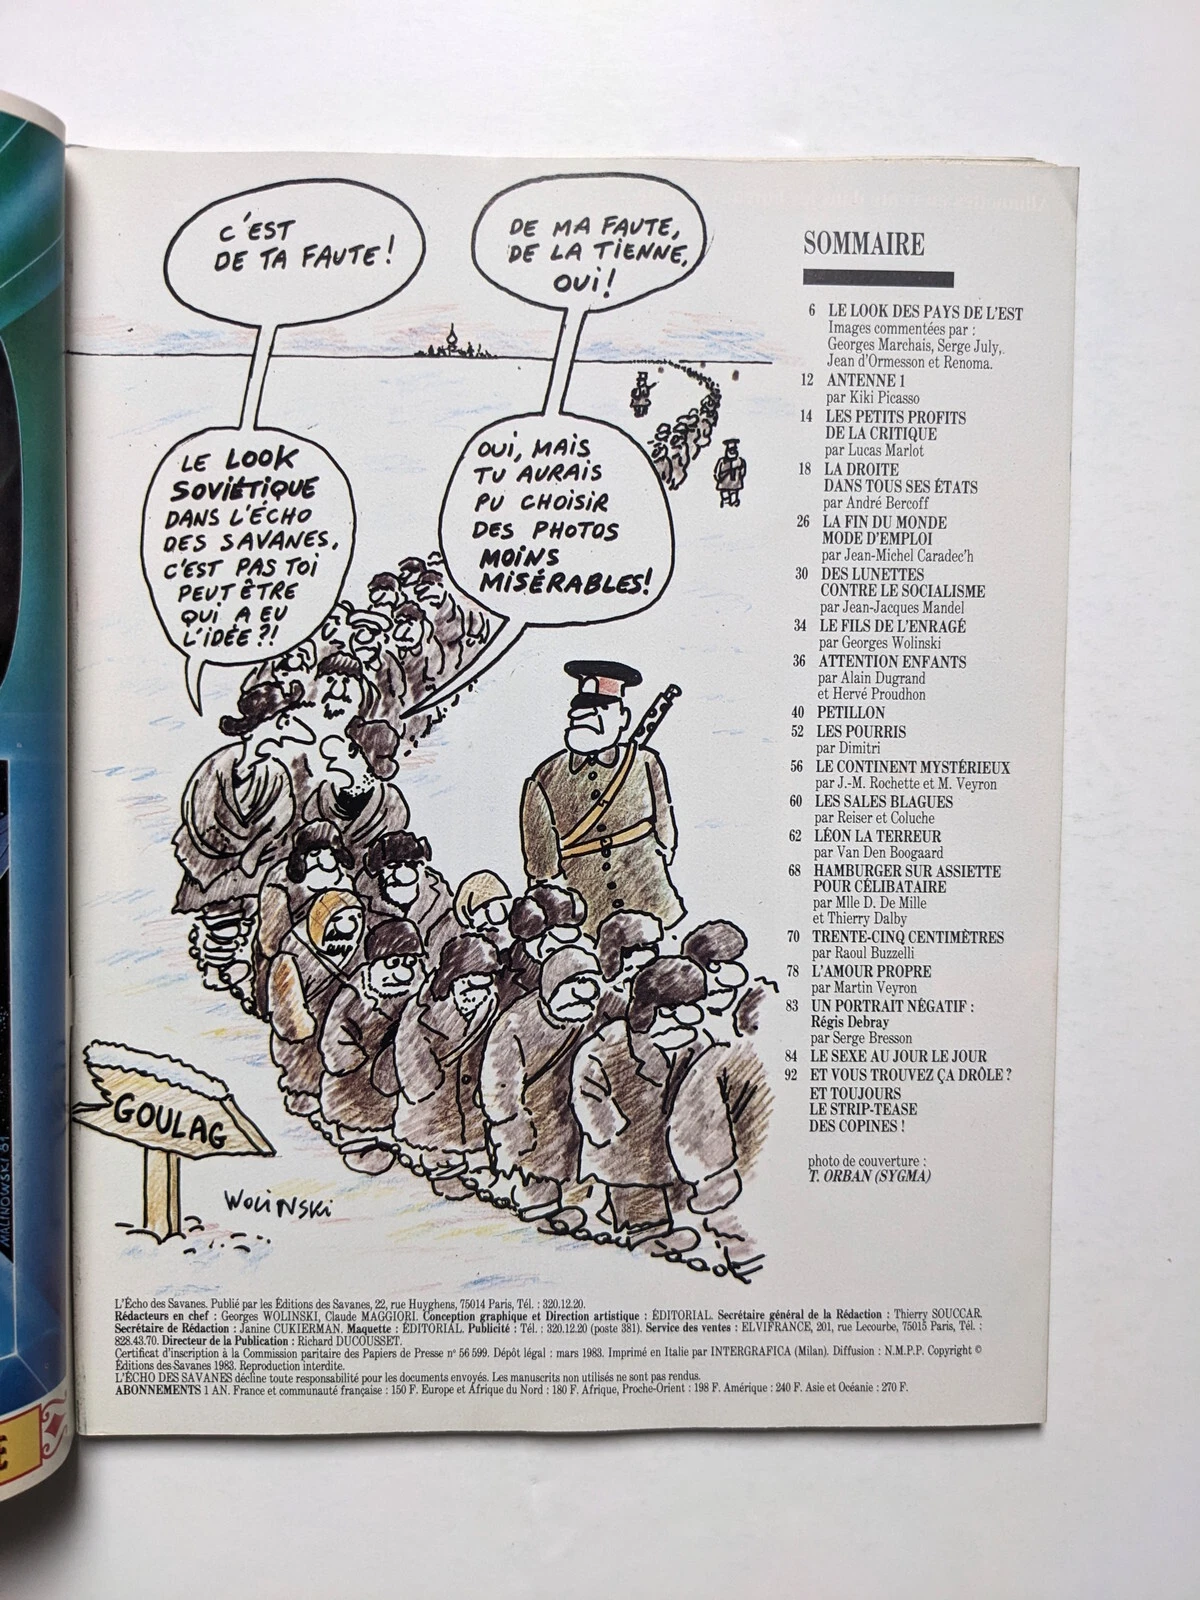 C'EST
DE TA FAUTE!
DE MA FAUTE,
DE LA TIENNE,
OUI!
LE LOOK
SOVIÉTIQUE
DANS L'ÉCHO
DES SAVANES,
C'EST PAS TOI
PEUT ÊTRE
QUI A EU
L'IDÉE?!
OUI, MAIS
TU AURAIS
PU CHOISIR
DES PHOTOS
MOINS
MISÉRABLES!
GOULAG
WOLINSKI
MALINOWSKI 81
SOMMAIRE
6 LE LOOK DES PAYS DE L'EST
Images commentées par :
Georges Marchais, Serge July,
Jean d'Ormesson et Renoma.
12 ANTENNE 1
par Kiki Picasso
14 LES PETITS PROFITS
DE LA CRITIQUE
par Lucas Marlot
18 LA DROITE
DANS TOUS SES ÉTATS
par André Bercoff
26 LA FIN DU MONDE
MODE D'EMPLOI
par Jean-Michel Caradec'h
30 DES LUNETTES
CONTRE LE SOCIALISME
par Jean-Jacques Mandel
34 LE FILS DE L'ENRAGÉ
par Georges Wolinski
36 ATTENTION ENFANTS
par Alain Dugrand
et Hervé Proudhon
40 PETILLON
52 LES POURRIS
par Dimitri
56 LE CONTINENT MYSTÉRIEUX
par J.-M. Rochette et M. Veyron
60 LES SALES BLAGUES
par Reiser et Coluche
62 LÉON LA TERREUR
par Van Den Boogaard
68 HAMBURGER SUR ASSIETTE
POUR CÉLIBATAIRE
par Mlle D. De Mille
et Thierry Dalby
70 TRENTE-CINQ CENTIMÈTRES
par Raoul Buzzelli
78 L'AMOUR PROPRE
par Martin Veyron
83 UN PORTRAIT NÉGATIF :
Régis Debray
par Serge Bresson
84 LE SEXE AU JOUR LE JOUR
92 ET VOUS TROUVEZ ÇA DRÔLE ?
ET TOUJOURS
LE STRIP-TEASE
DES COPINES !
photo de couverture :
T. ORBAN (SYGMA)
L'Écho des Savanes. Publié par les Éditions des Savanes, 22, rue Huyghens, 75014 Paris, Tél. : 320.12.20.
Rédacteurs en chef : Georges WOLINSKI, Claude MAGGIORI. Conception graphique et Direction artistique : ÉDITORIAL. Secrétaire général de la Rédaction : Thierry SOUCCAR.
Secrétaire de Rédaction : Janine CUKIERMAN. Maquette : ÉDITORIAL. Publicité : Tél. : 320.12.20 (poste 381). Service des ventes : ELVIFRANCE, 201, rue Lecourbe, 75015 Paris, Tél. :
828.43.70. Directeur de la Publication : Richard DUCOUSSET.
Certificat d'inscription à la Commission paritaire des Papiers de Presse n° 56 599. Dépôt légal : mars 1983. Imprimé en Italie par INTERGRAFICA (Milan). Diffusion : N.M.P.P. Copyright ©
Éditions des Savanes 1983. Reproduction interdite.
L'ÉCHO DES SAVANES décline toute responsabilité pour les documents envoyés. Les manuscrits non utilisés ne sont pas rendus.
ABONNEMENTS 1 AN. France et communauté française : 150 F. Europe et Afrique du Nord : 180 F. Afrique, Proche-Orient : 198 F. Amérique : 240 F. Asie et Océanie : 270 F.